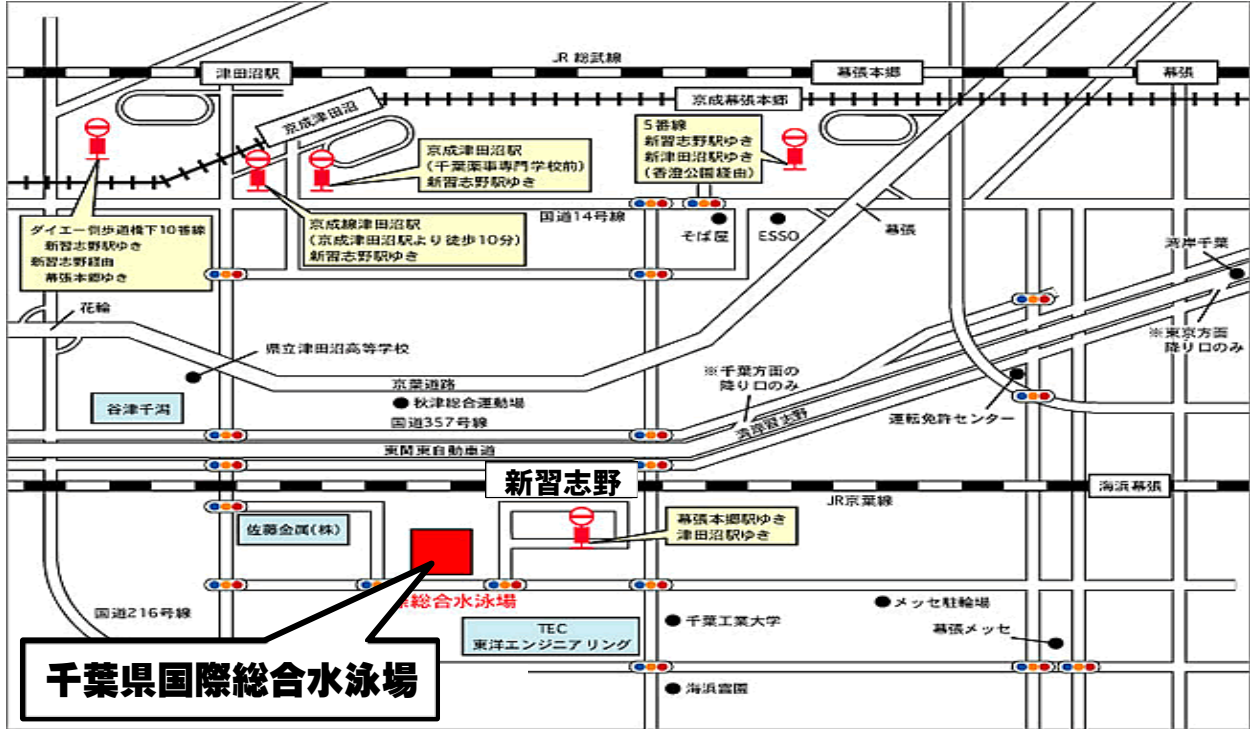 JR 総武線
津田沼駅
幕張本郷
幕張
京成幕張本郷
京成津田沼
5番線
新習志野駅ゆき
新津田沼駅ゆき
(香澄公園経由)
京成津田沼駅
(千葉薬事専門学校前)
新習志野駅ゆき
国道14号線
そば屋
ESSO
幕張
ダイエー側歩道橋下10番線
新習志野駅ゆき
新習志野経由
幕張本郷ゆき
京成線津田沼駅
(京成津田沼駅より徒歩10分)
新習志野駅ゆき
湾岸千葉
花輪
県立津田沼高等学校
※東京方面
降り口のみ
※千葉方面の
降り口のみ
京葉道路
谷津干潟
秋津総合運動場
国道357号線
湾岸習志野
運転免許センター
東関東自動車道
新習志野
海浜幕張
JR京葉線
佐藤金属(株)
幕張本郷駅ゆき
津田沼駅ゆき
国道216号線
総合水泳場
TEC
東洋エンジニアリング
千葉工業大学
メッセ駐輪場
幕張メッセ
千葉県国際総合水泳場
海浜霊園